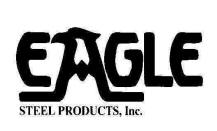 EAGLE
STEEL PRODUCTS, Inc.